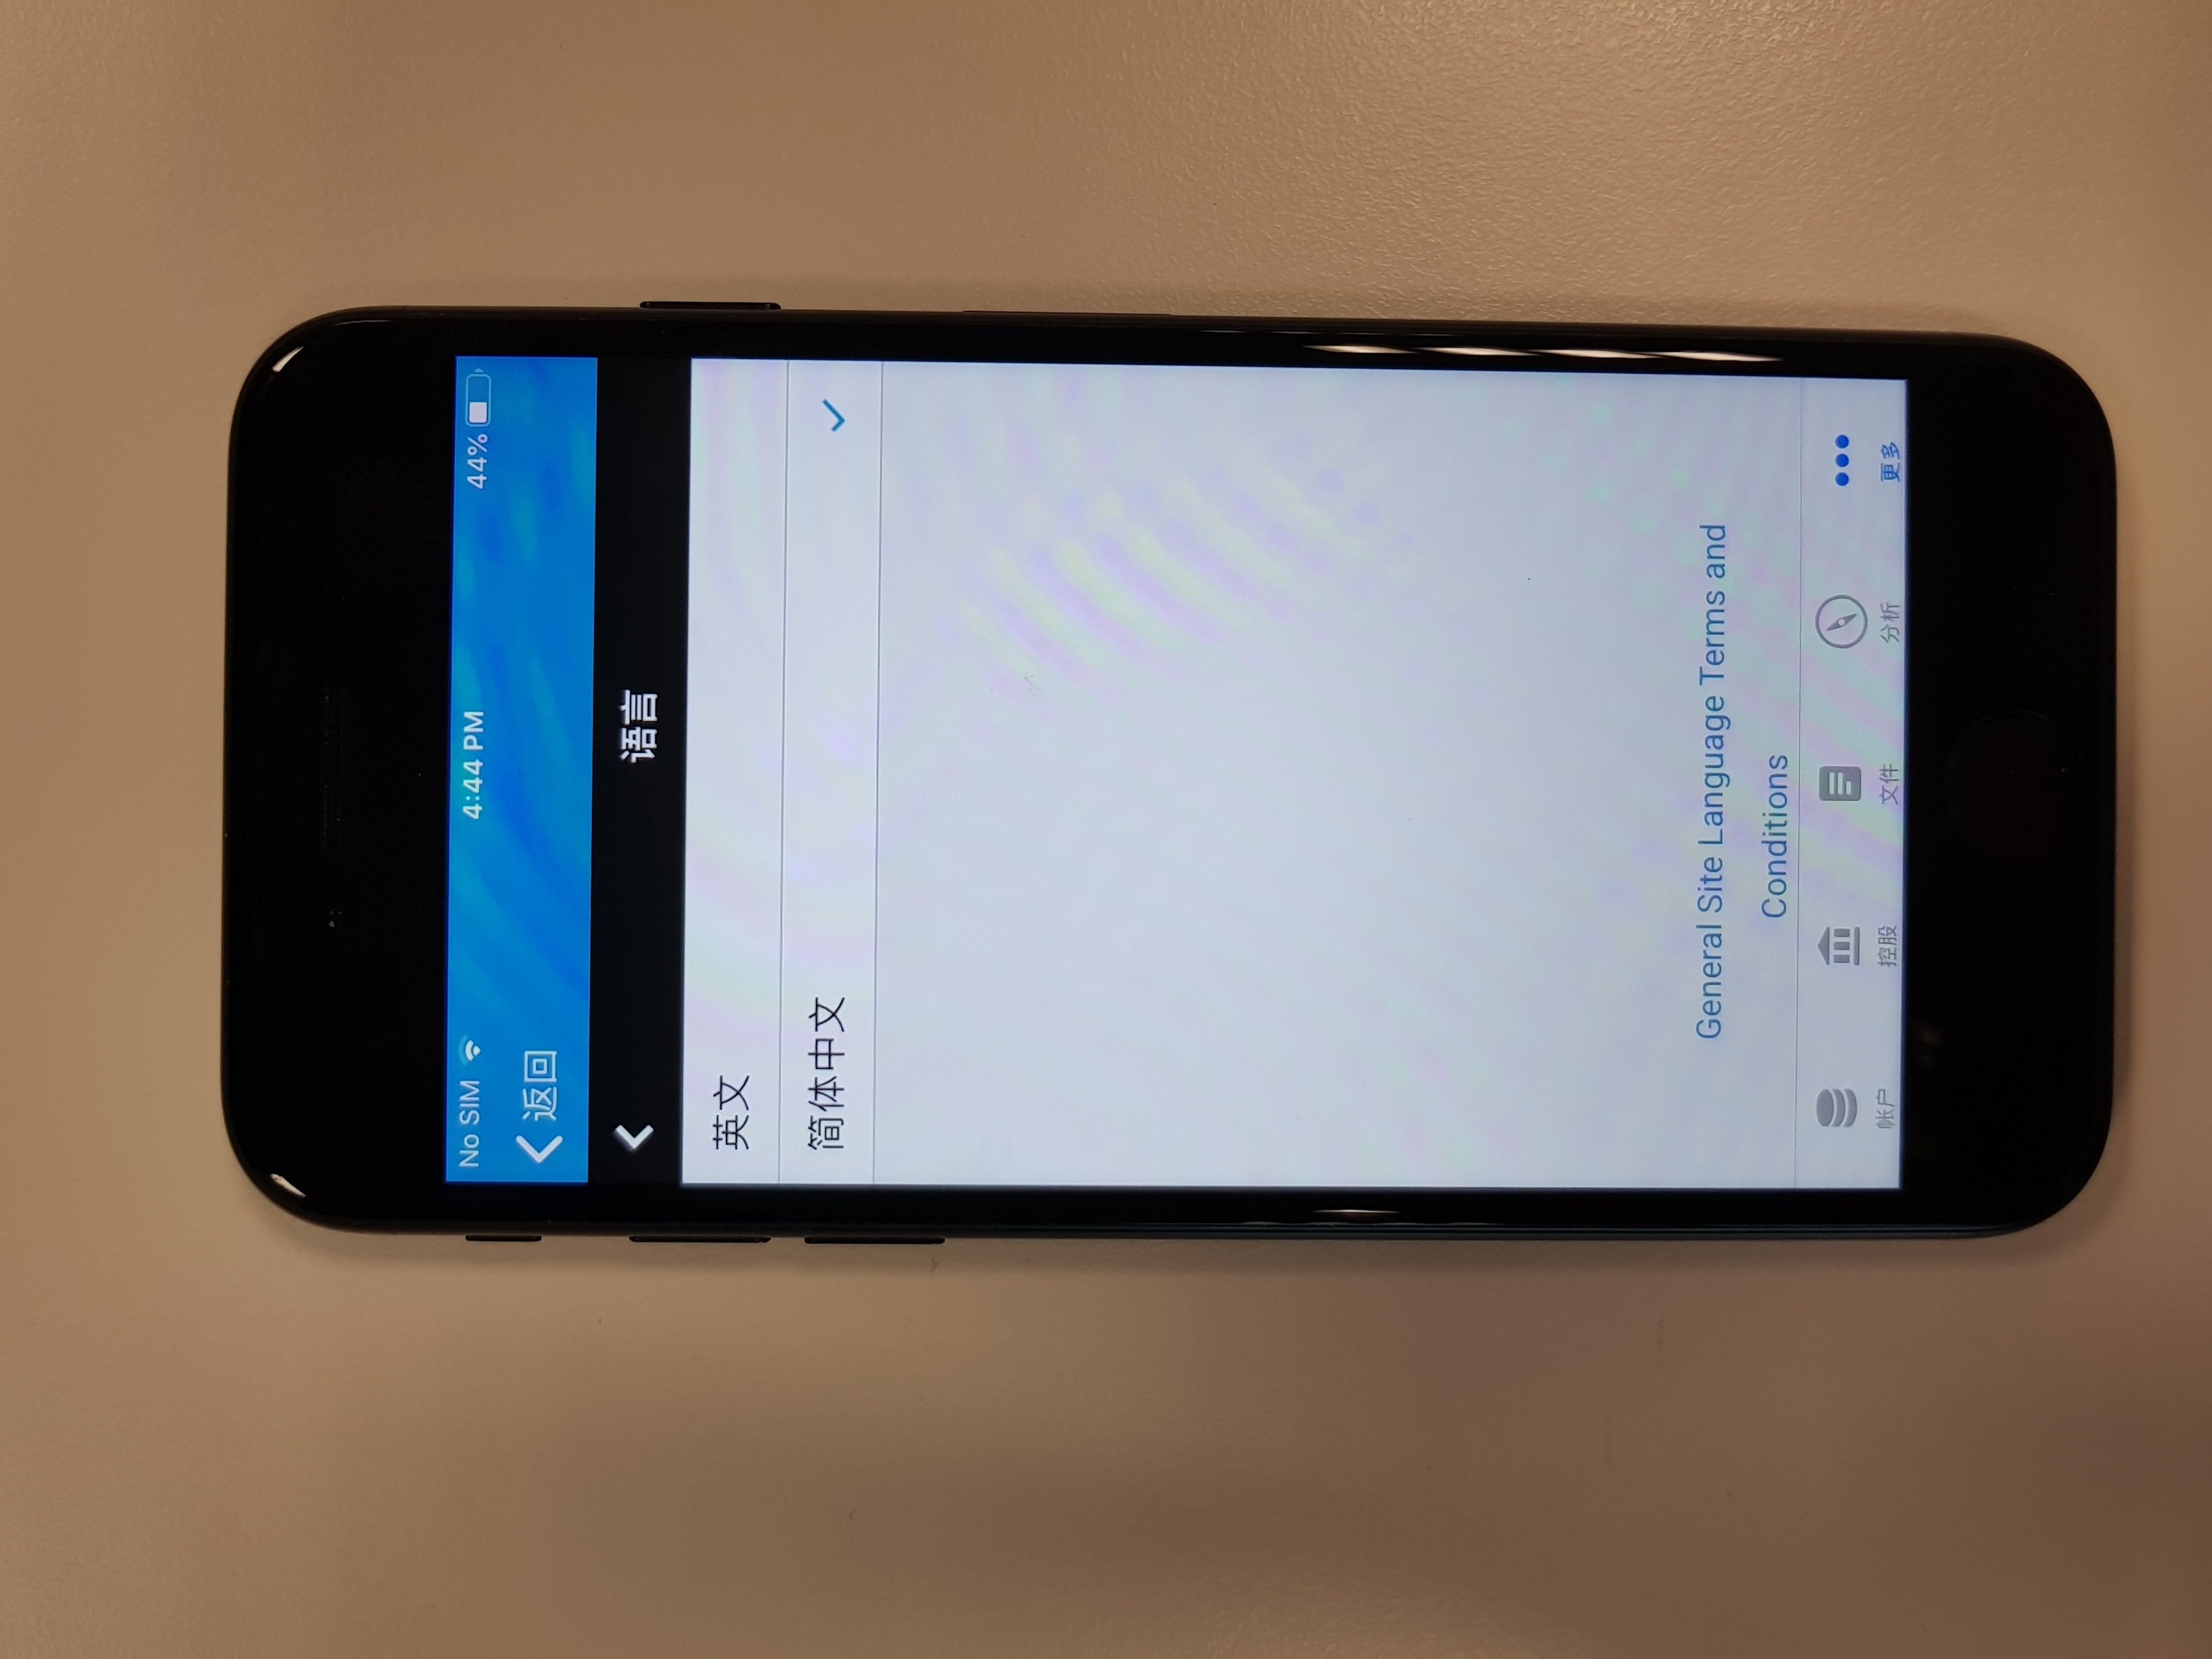 No SIM 4:44 PM 44%
返回
语言
英文
简体中文
General Site Language Terms and
Conditions
帐户 控股 文件 分析 更多